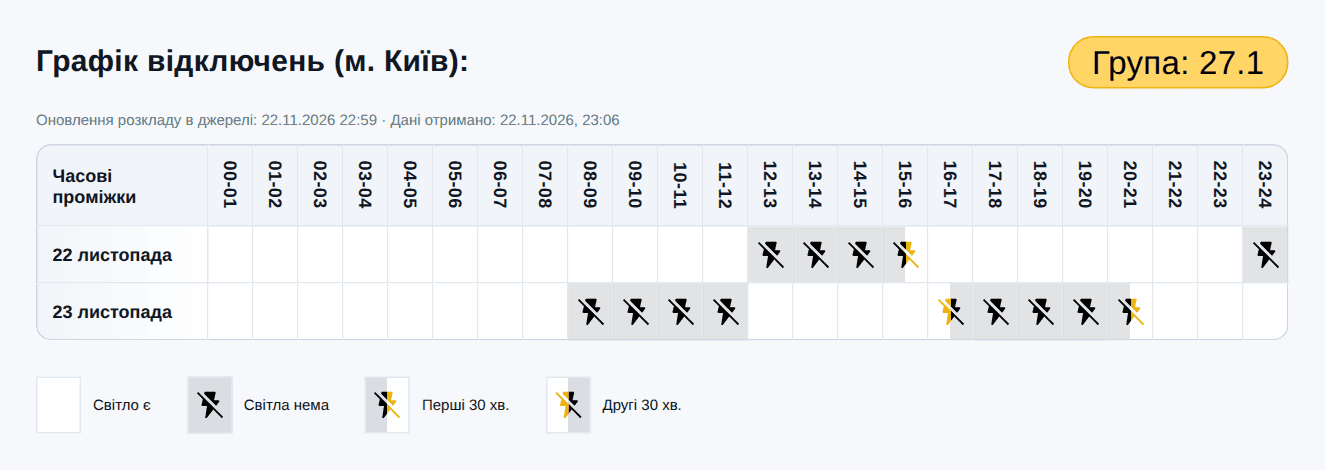 Графік відключень (м. Київ):
Група: 27.1
Оновлення розкладу в джерелі: 22.11.2026 22:59 · Дані отримано: 22.11.2026, 23:06
Часові проміжки 00-01 01-02 02-03 03-04 04-05 05-06 06-07 07-08 08-09 09-10 10-11 11-12 12-13 13-14 14-15 15-16 16-17 17-18 18-19 19-20 20-21 21-22 22-23 23-24
22 листопада
23 листопада
Світло є Світла нема Перші 30 хв. Другі 30 хв.